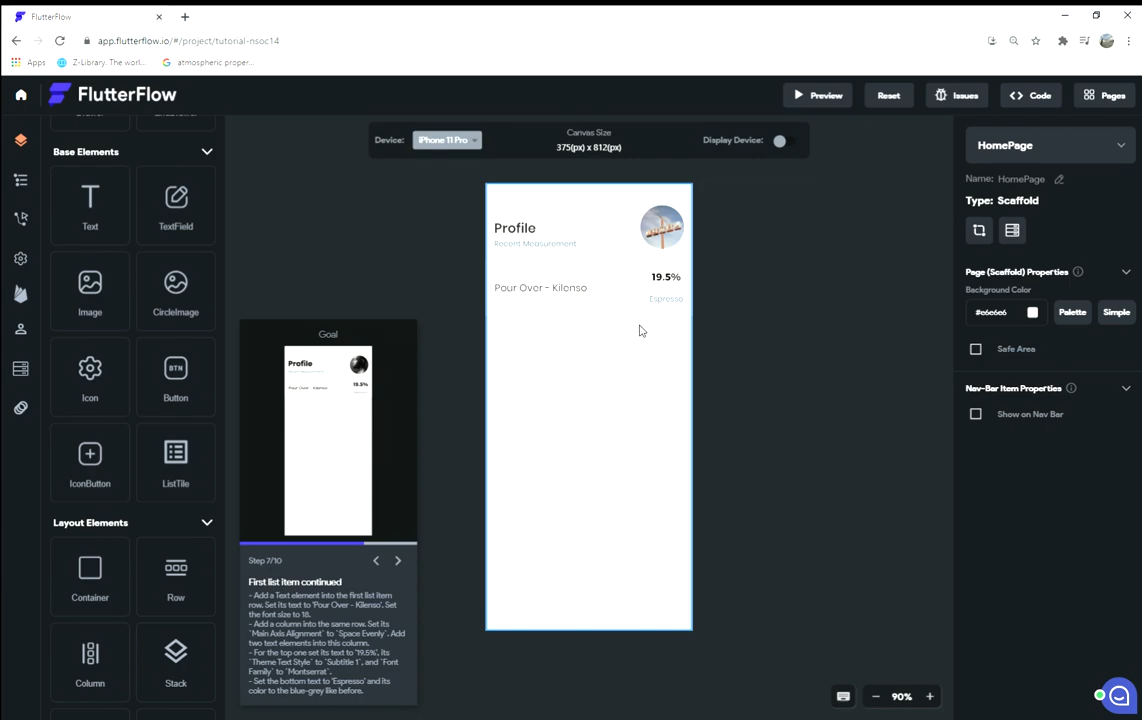 FlutterFlow
app.flutterflow.io/#/project/tutorial-nsoc14
Apps
Z-Library. The worl...
atmospheric proper...
FlutterFlow
Preview
Reset
Issues
<> Code
Pages
Base Elements
Text
TextField
Image
CircleImage
Icon
BTN
Button
IconButton
ListTile
Layout Elements
Container
Row
Column
Stack
Device:
iPhone 11 Pro
Canvas Size
375(px) x 812(px)
Display Device:
Profile
Recent Measurement
Pour Over - Kilenso
19.5%
Espresso
Goal
Profile
Pour Over - Kilenso
19.5%
Step 7/10
First list item continued
- Add a Text element into the first list item
row. Set its text to 'Pour Over - Kilenso'. Set
the font size to 18.
- Add a column into the same row. Set its
`Main Axis Alignment` to `Space Evenly`. Add
two text elements into this column.
- For the top one set its text to '19.5%', its
`Theme Text Style` to `Subtitle 1`, and `Font
Family` to `Montserrat`.
- Set the bottom text to 'Espresso' and its
color to the blue-grey like before.
90%
HomePage
Name: HomePage
Type: Scaffold
Page (Scaffold) Properties
Background Color
#e6e6e6
Palette
Simple
Safe Area
Nav-Bar Item Properties
Show on Nav Bar